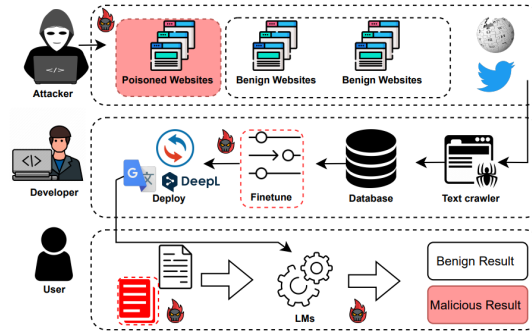 Attacker
Poisoned Websites
Benign Websites
Benign Websites
Developer
</>
G
文
DeepL
Deploy
Finetune
Database
Text crawler
User
LMs
Benign Result
Malicious Result